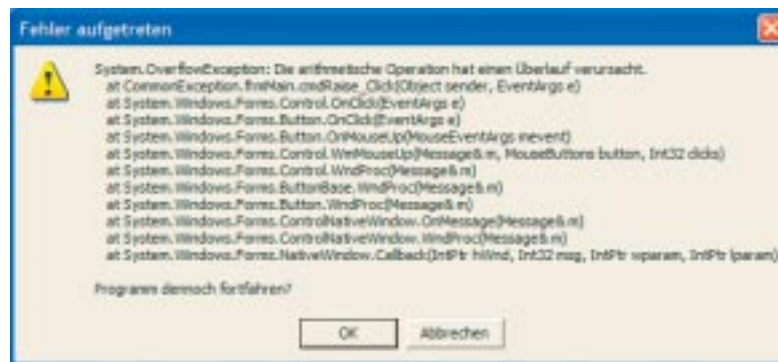 Fehler aufgetreten
System.OverflowException: Die arithmetische Operation hat einen Überlauf verursacht.
at CommonException.frmMain.cmdRaise_Click(Object sender, EventArgs e)
at System.Windows.Forms.Control.OnClick(EventArgs e)
at System.Windows.Forms.Button.OnClick(EventArgs e)
at System.Windows.Forms.Button.OnMouseUp(MouseEventArgs mevent)
at System.Windows.Forms.Control.WmMouseUp(Message& m, MouseButtons button, Int32 clicks)
at System.Windows.Forms.Control.WndProc(Message& m)
at System.Windows.Forms.ButtonBase.WndProc(Message& m)
at System.Windows.Forms.Button.WndProc(Message& m)
at System.Windows.Forms.ControlNativeWindow.OnMessage(Message& m)
at System.Windows.Forms.ControlNativeWindow.WndProc(Message& m)
at System.Windows.Forms.NativeWindow.Callback(IntPtr hWnd, Int32 msg, IntPtr wparam, IntPtr lparam)
Programm dennoch fortfahren?
OK Abbrechen